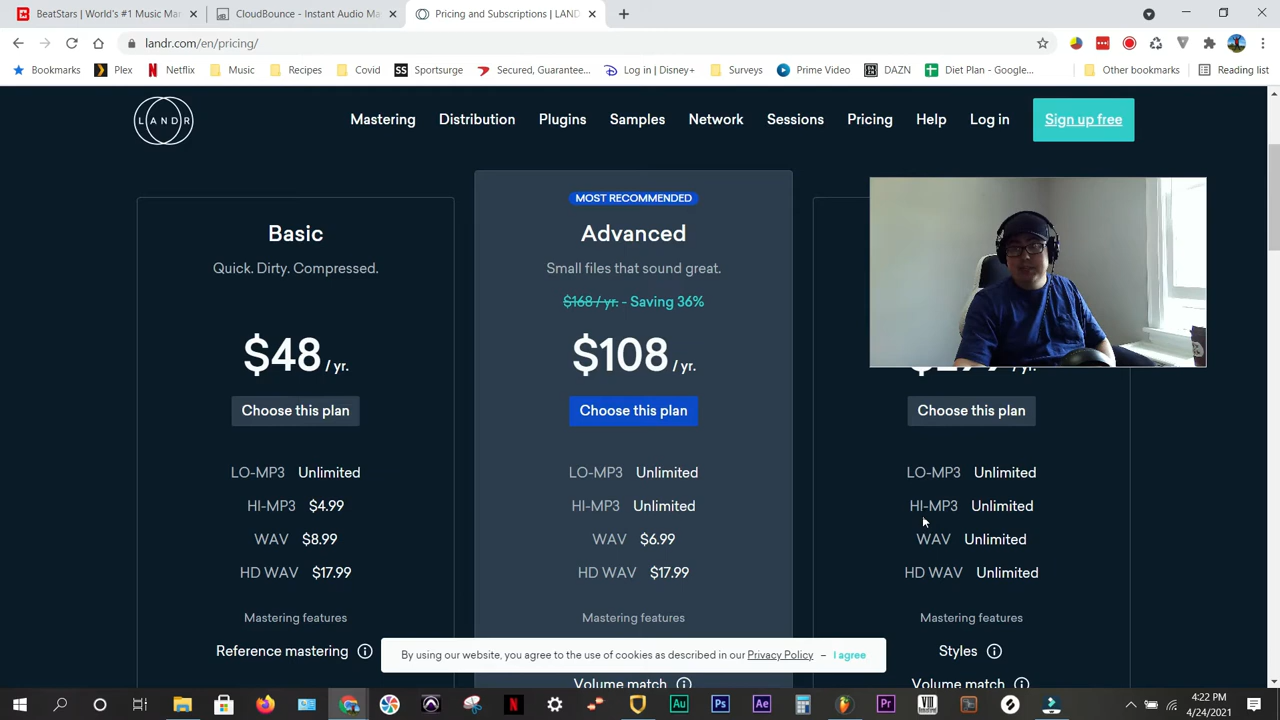 BeatStars | World's #1 Music Ma
CloudBounce - Instant Audio Ma
Pricing and Subscriptions | LAND
landr.com/en/pricing/
Bookmarks
Plex
Netflix
Music
Recipes
Covid
Sportsurge
Secured, Guarantee...
Log in | Disney+
Surveys
Prime Video
DAZN
Diet Plan - Google...
Other bookmarks
Reading list
LANDR
Mastering
Distribution
Plugins
Samples
Network
Sessions
Pricing
Help
Log in
Sign up free
Basic
Quick. Dirty. Compressed.
$48 / yr.
Choose this plan
LO-MP3 Unlimited
HI-MP3 $4.99
WAV $8.99
HD WAV $17.99
Mastering features
Reference mastering
MOST RECOMMENDED
Advanced
Small files that sound great.
$168 / yr. - Saving 36%
$108 / yr.
Choose this plan
LO-MP3 Unlimited
HI-MP3 Unlimited
WAV $6.99
HD WAV $17.99
Mastering features
Volume match
Choose this plan
LO-MP3 Unlimited
HI-MP3 Unlimited
WAV Unlimited
HD WAV Unlimited
Mastering features
Styles
Volume match
By using our website, you agree to the use of cookies as described in our Privacy Policy – I agree
4:22 PM
4/24/2021